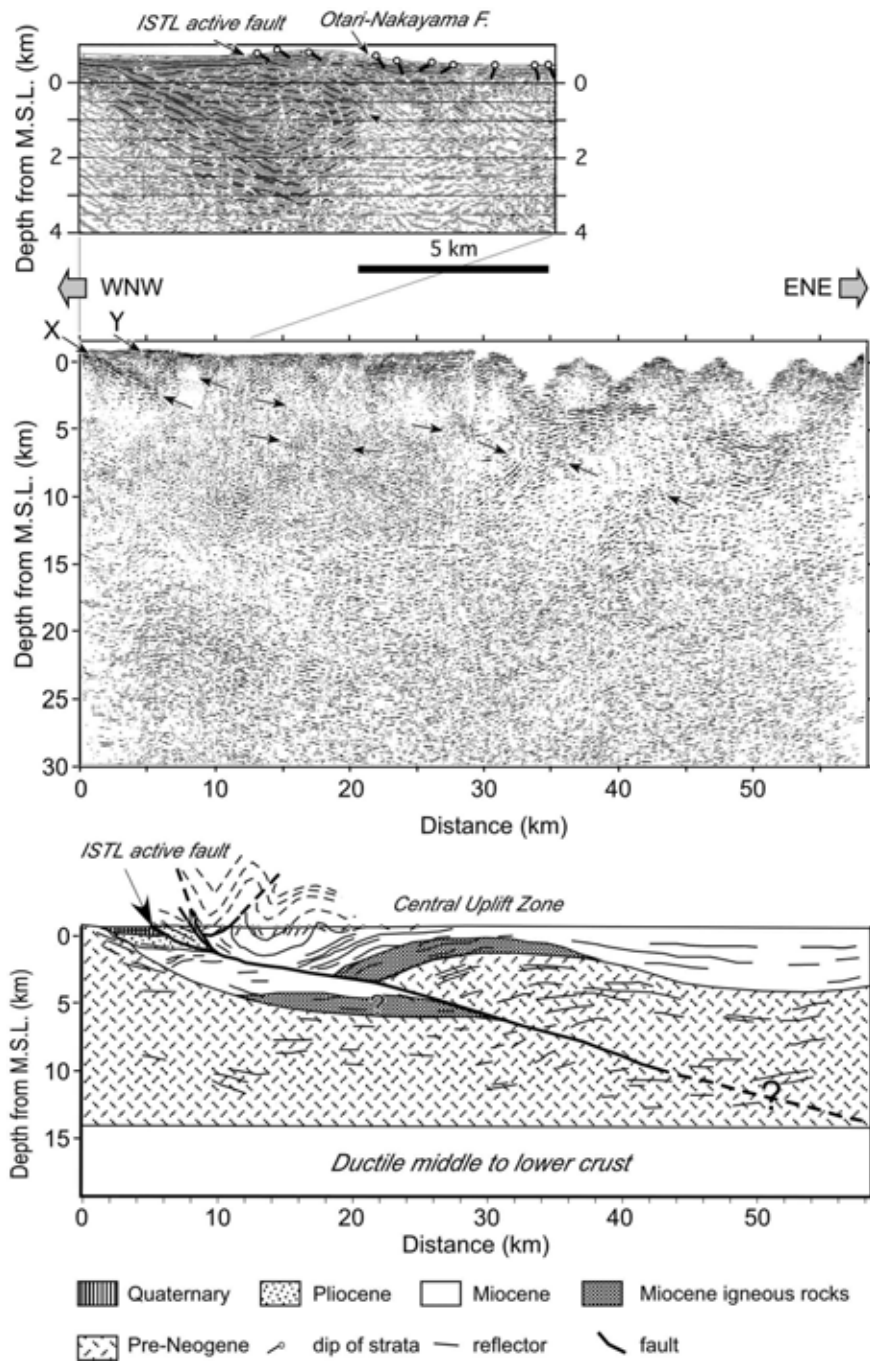 ISTL active fault
Otari-Nakayama F.
Depth from M.S.L. (km)
0
2
4
0
2
4
5 km
WNW
ENE
X
Y
Depth from M.S.L. (km)
0
5
10
15
20
25
30
0 10 20 30 40 50
Distance (km)
ISTL active fault
Central Uplift Zone
Depth from M.S.L. (km)
0
5
10
15
?
?
Ductile middle to lower crust
0 10 20 30 40 50
Distance (km)
Quaternary Pliocene Miocene Miocene igneous rocks
Pre-Neogene dip of strata reflector fault